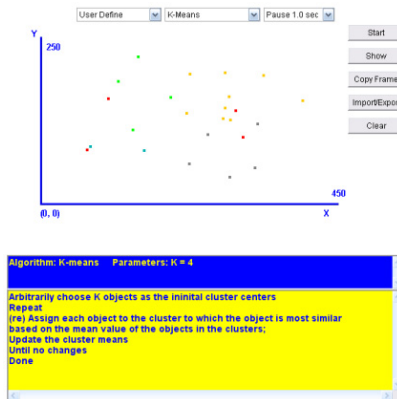 User Define
K-Means
Pause 1.0 sec
Y
250
Start
Show
Copy Frame
Import/Expor
Clear
450
(0, 0)
X
Algorithm: K-means Parameters: K = 4
Arbitrarily choose K objects as the ininital cluster centers
Repeat
(re) Assign each object to the cluster to which the object is most similar
based on the mean value of the objects in the clusters;
Update the cluster means
Until no changes
Done